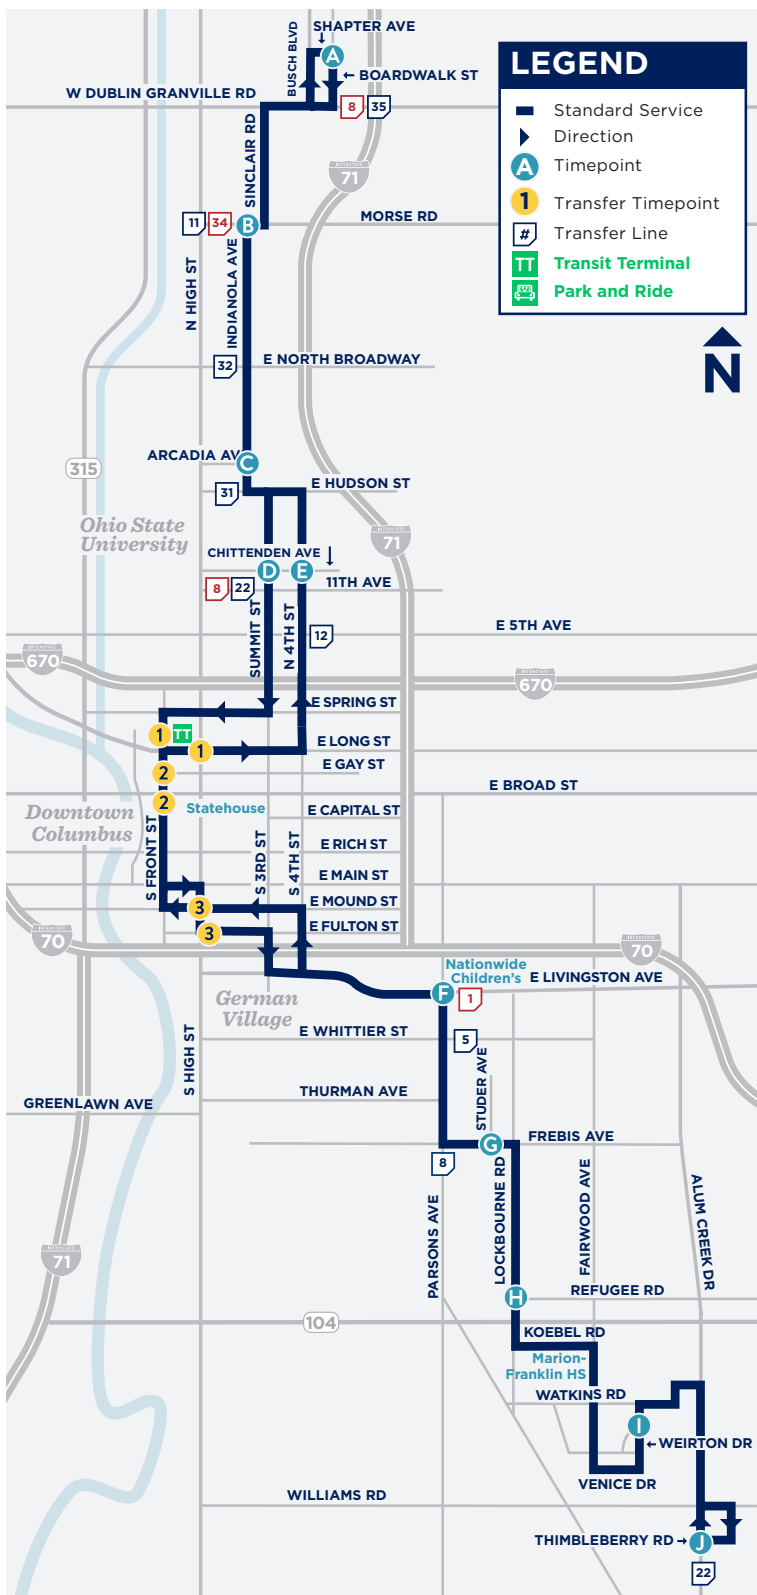 SHAPTER AVE
BUSCH BLVD
A
BOARDWALK ST
LEGEND
Standard Service
Direction
A Timepoint
1 Transfer Timepoint
# Transfer Line
TT Transit Terminal
Park and Ride
N
W DUBLIN GRANVILLE RD
8
35
SINCLAIR RD
INTERSTATE
71
11
34
B
MORSE RD
N HIGH ST
INDIANOLA AVE
32
E NORTH BROADWAY
ARCADIA AV
C
315
31
E HUDSON ST
Ohio State
University
INTERSTATE
71
CHITTENDEN AVE
D
E
8
22
11TH AVE
SUMMIT ST
N 4TH ST
12
E 5TH AVE
INTERSTATE
670
INTERSTATE
670
E SPRING ST
1
TT
1
E LONG ST
2
E GAY ST
E BROAD ST
2
Statehouse
Downtown
Columbus
E CAPITAL ST
S FRONT ST
S 3RD ST
S 4TH ST
E RICH ST
E MAIN ST
3
E MOUND ST
3
E FULTON ST
INTERSTATE
70
INTERSTATE
70
Nationwide
Children's
E LIVINGSTON AVE
F
1
German
Village
S HIGH ST
E WHITTIER ST
5
STUDER AVE
THURMAN AVE
GREENLAWN AVE
G
FREBIS AVE
8
PARSONS AVE
LOCKBOURNE RD
FAIRWOOD AVE
ALUM CREEK DR
INTERSTATE
71
H
REFUGEE RD
104
KOEBEL RD
Marion-
Franklin HS
WATKINS RD
I
WEIRTON DR
VENICE DR
WILLIAMS RD
THIMBLEBERRY RD
J
22